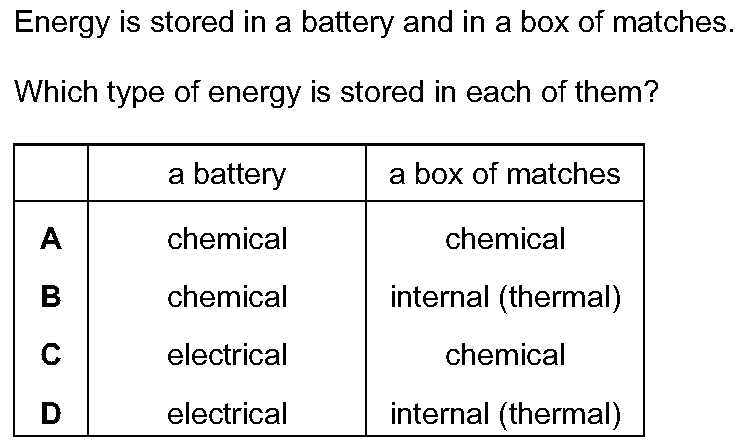 Energy is stored in a battery and in a box of matches.
Which type of energy is stored in each of them?
a battery a box of matches
A chemical chemical
B chemical internal (thermal)
C electrical chemical
D electrical internal (thermal)